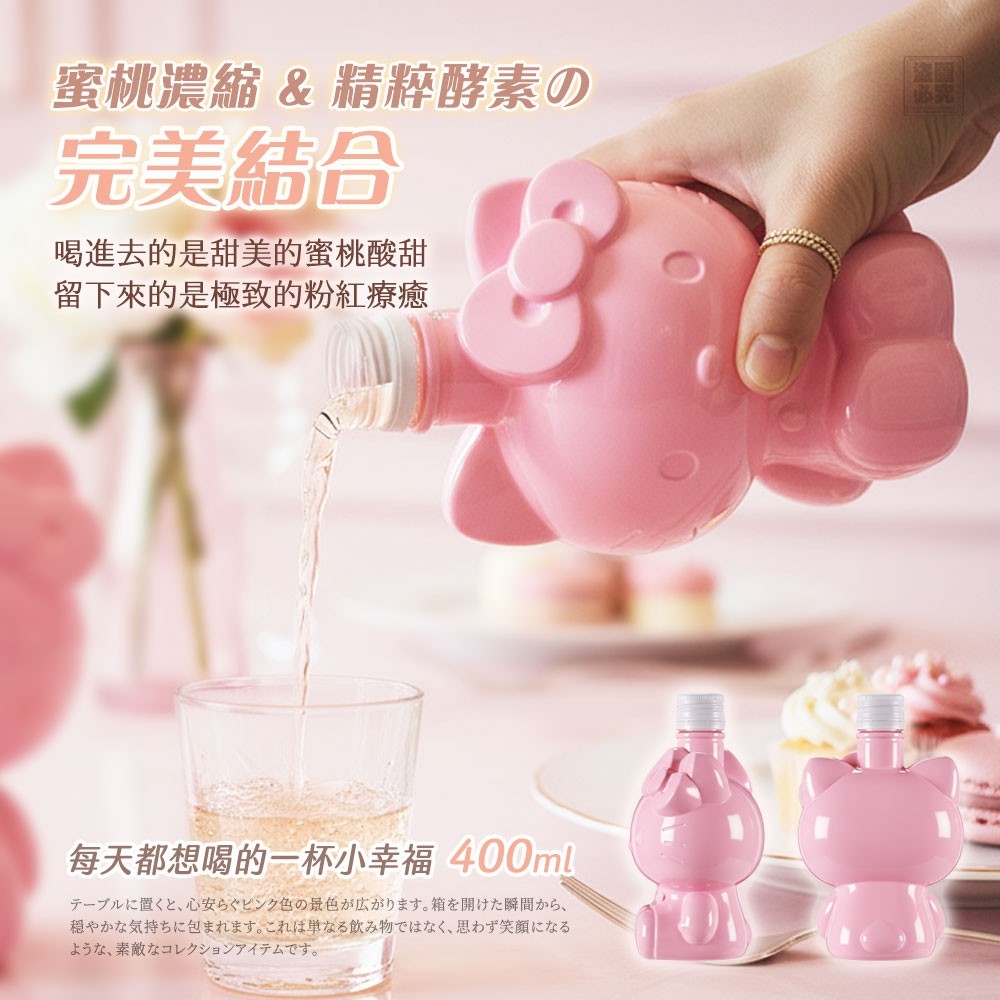 蜜桃濃縮 & 精粹酵素の
完美結合
喝進去的是甜美的蜜桃酸甜
留下來的是極致的粉紅療癒
盜圖
必究
每天都想喝的一杯小幸福 400ml
テーブルに置くと、心安らぐピンク色の景色が広がります。箱を開けた瞬間から、
穏やかな気持ちに包まれます。これは単なる飲み物ではなく、思わず笑顔になる
ような、素敵なコレクションアイテムです。